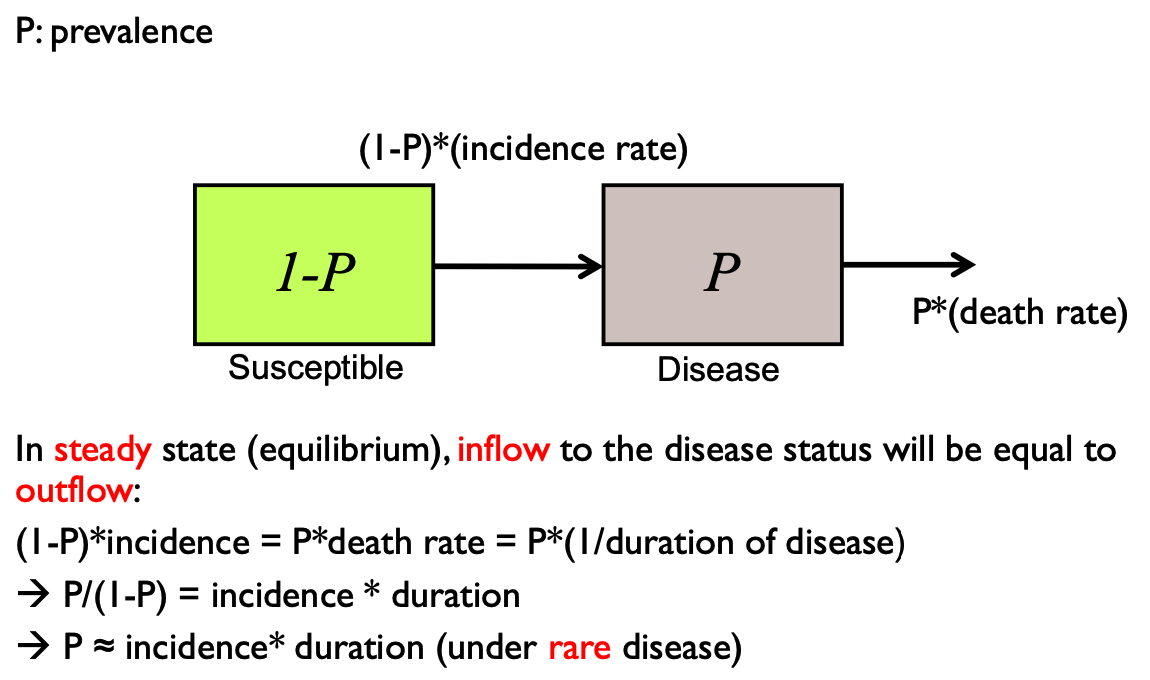 P: prevalence
(1-P)*(incidence rate)
1-P
P
P*(death rate)
Susceptible
Disease
In steady state (equilibrium), inflow to the disease status will be equal to
outflow:
(1-P)*incidence = P*death rate = P*(1/duration of disease)
→ P/(1-P) = incidence * duration
→ P ≈ incidence* duration (under rare disease)